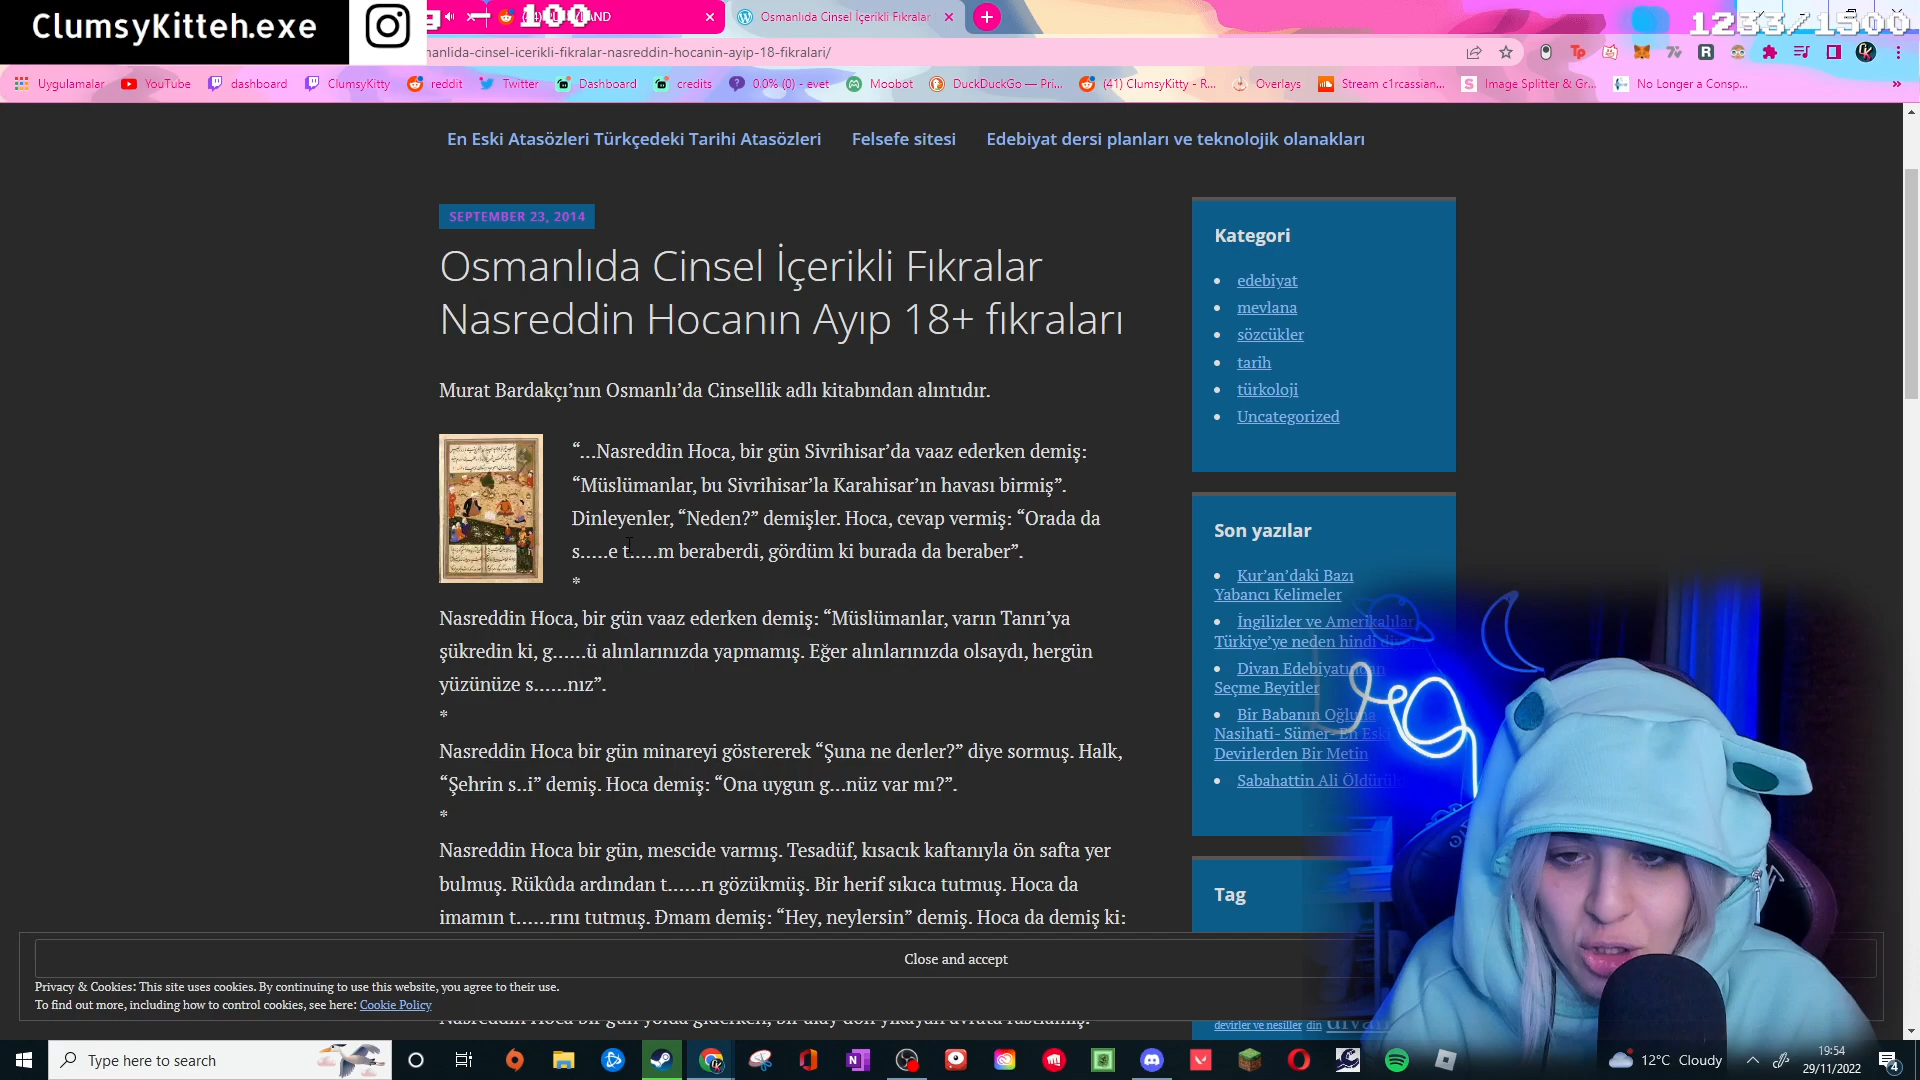 ClumsyKitteh.exe
100
1233/1500
Osmanlıda Cinsel İçerikli Fıkralar
manlida-cinsel-icerikli-fikralar-nasreddin-hocanin-ayip-18-fikralari/
Uygulamalar
YouTube
dashboard
ClumsyKitty
reddit
Twitter
Dashboard
credits
0.0% (0) - evet
Moobot
DuckDuckGo — Pri...
(41) ClumsyKitty - R...
Overlays
Stream c1rcassian...
Image Splitter & Gr...
No Longer a Consp...
En Eski Atasözleri Türkçedeki Tarihi Atasözleri
Felsefe sitesi
Edebiyat dersi planları ve teknolojik olanakları
SEPTEMBER 23, 2014
Osmanlıda Cinsel İçerikli Fıkralar
Nasreddin Hocanın Ayıp 18+ fıkraları
Murat Bardakçı’nın Osmanlı’da Cinsellik adlı kitabından alıntıdır.
“…Nasreddin Hoca, bir gün Sivrihisar’da vaaz ederken demiş:
“Müslümanlar, bu Sivrihisar’la Karahisar’ın havası birmiş”.
Dinleyenler, “Neden?” demişler. Hoca, cevap vermiş: “Orada da
s.....e t.....m beraberdi, gördüm ki burada da beraber”.
*
Nasreddin Hoca, bir gün vaaz ederken demiş: “Müslümanlar, varın Tanrı’ya
şükredin ki, g......ü alınlarınızda yapmamış. Eğer alınlarınızda olsaydı, hergün
yüzünüze s......nız”.
*
Nasreddin Hoca bir gün minareyi göstererek “Şuna ne derler?” diye sormuş. Halk,
“Şehrin s..i” demiş. Hoca demiş: “Ona uygun g...nüz var mı?”.
*
Nasreddin Hoca bir gün, mescide varmış. Tesadüf, kısacık kaftanıyla ön safta yer
bulmuş. Rükûda ardından t......rı gözükmüş. Bir herif sıkıca tutmuş. Hoca da
imamın t......rını tutmuş. Đmam demiş: “Hey, neylersin” demiş. Hoca da demiş ki:
Kategori
edebiyat
mevlana
sözcükler
tarih
türkoloji
Uncategorized
Son yazılar
Kur’an’daki Bazı
Yabancı Kelimeler
İngilizler ve Amerikalılar
Türkiye’ye neden hindi
Divan Edebiyatından
Seçme Beyitler
Bir Babanın Oğluna
Nasihati- Sümer- En Eski
Devirlerden Bir Metin
Sabahattin Ali
Tag
devirler ve nesiller din
Close and accept
Privacy & Cookies: This site uses cookies. By continuing to use this website, you agree to their use.
To find out more, including how to control cookies, see here: Cookie Policy
Type here to search
12°C Cloudy
19:54
29/11/2022
4